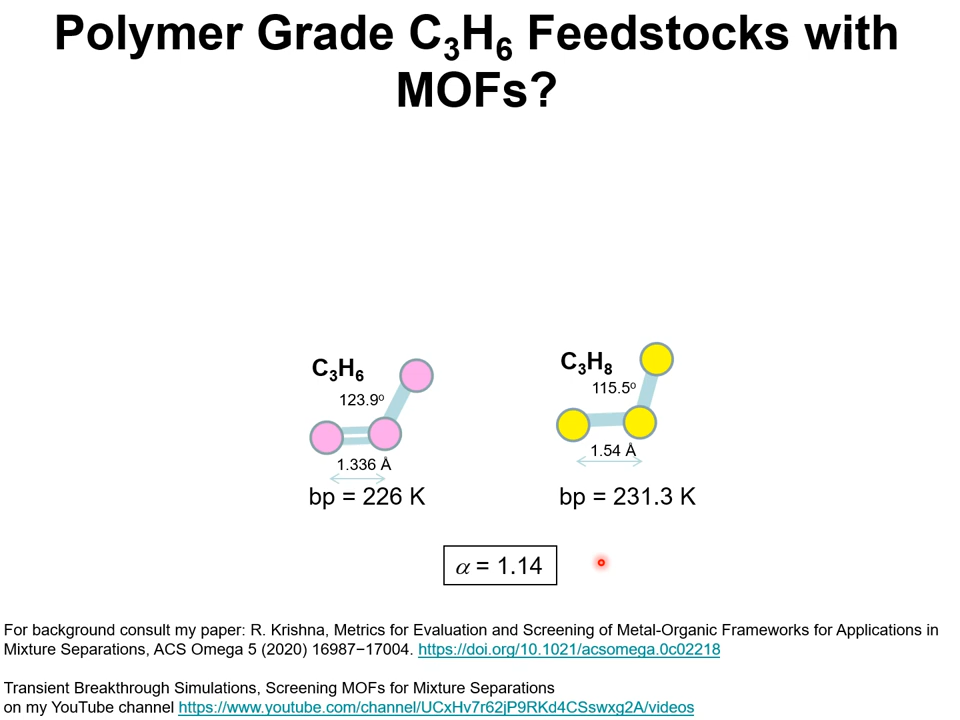 Polymer Grade C₃H₆ Feedstocks with
MOFs?
C₃H₆
123.9º
1.336 Å
bp = 226 K
C₃H₈
115.5º
1.54 Å
bp = 231.3 K
α = 1.14
For background consult my paper: R. Krishna, Metrics for Evaluation and Screening of Metal-Organic Frameworks for Applications in
Mixture Separations, ACS Omega 5 (2020) 16987−17004. https://doi.org/10.1021/acsomega.0c02218
Transient Breakthrough Simulations, Screening MOFs for Mixture Separations
on my YouTube channel https://www.youtube.com/channel/UCxHv7r62jP9RKd4CSswxg2A/videos